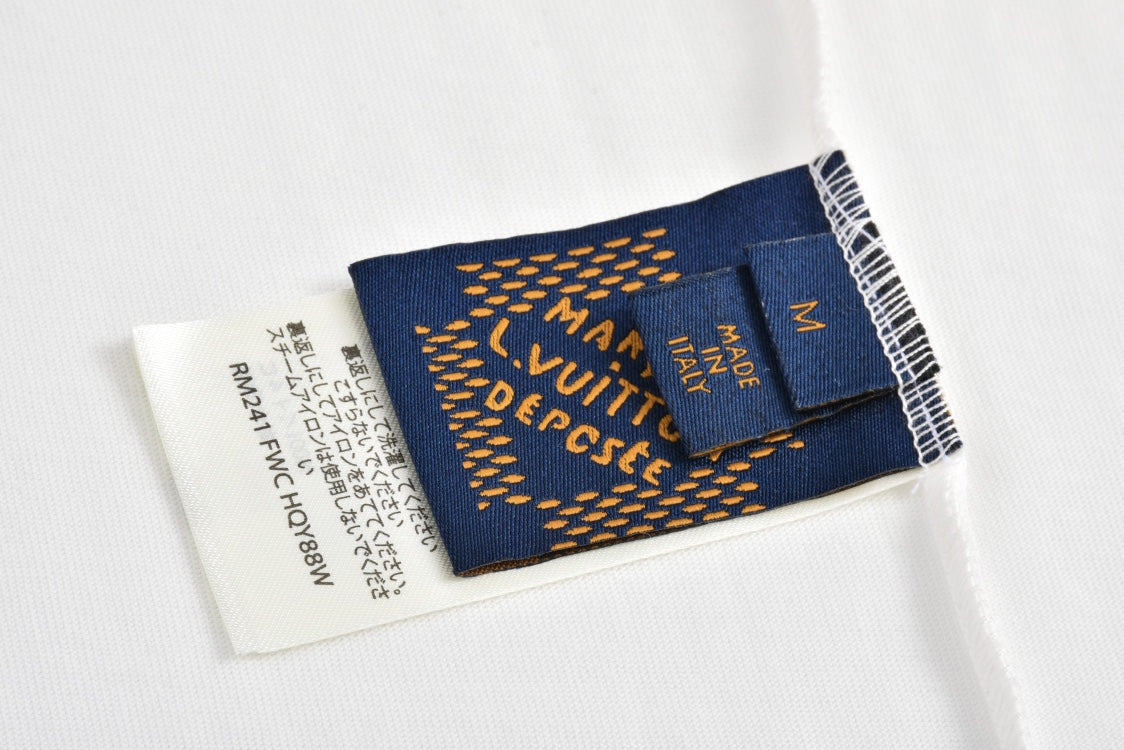 MAR
L.VUITTO
DEPOSÉE
MADE
IN
ITALY
M
裏返しにして洗濯してください
こすらないでください
裏返しにしてアイロンをあててください。
スチームアイロンは使用しないでくださ
い
RM241 FWC HQY88W